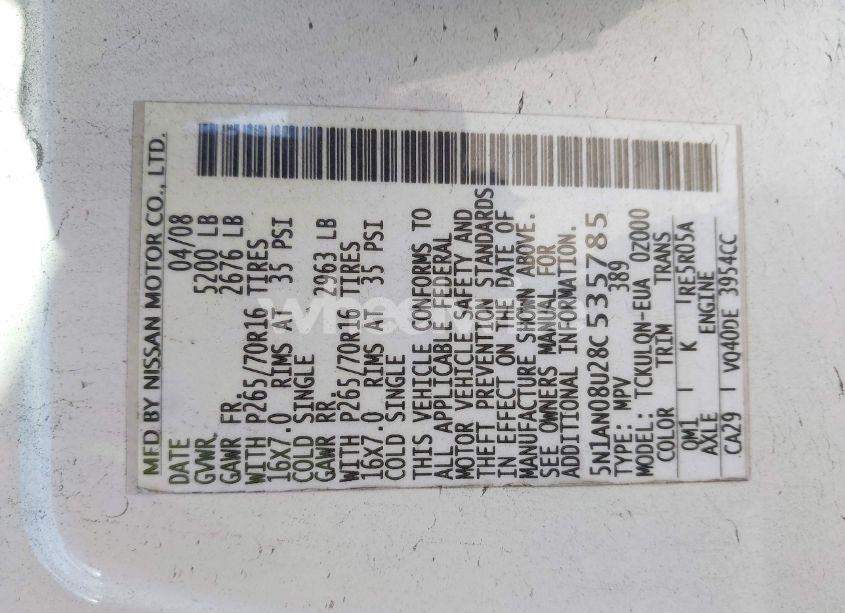 MFD BY NISSAN MOTOR CO., LTD.
DATE 04/08
GVWR 5200 LB
GAWR FR. 2676 LB
WITH P265/70R16 TIRES
16X7.0 RIMS AT 35 PSI
COLD SINGLE
GAWR RR. 2963 LB
WITH P265/70R16 TIRES
16X7.0 RIMS AT 35 PSI
COLD SINGLE
THIS VEHICLE CONFORMS TO
ALL APPLICABLE FEDERAL
MOTOR VEHICLE SAFETY AND
THEFT PREVENTION STANDARDS
IN EFFECT ON THE DATE OF
MANUFACTURE SHOWN ABOVE.
SEE OWNERS MANUAL FOR
ADDITIONAL INFORMATION.
5N1AN08U28C535785
TYPE: MPV 389
MODEL: TCKULQN-EUA 0Z000
COLOR TRIM TRANS
QM1 K RE5R05A
AXLE ENGINE
CA29 VQ40DE 3954CC